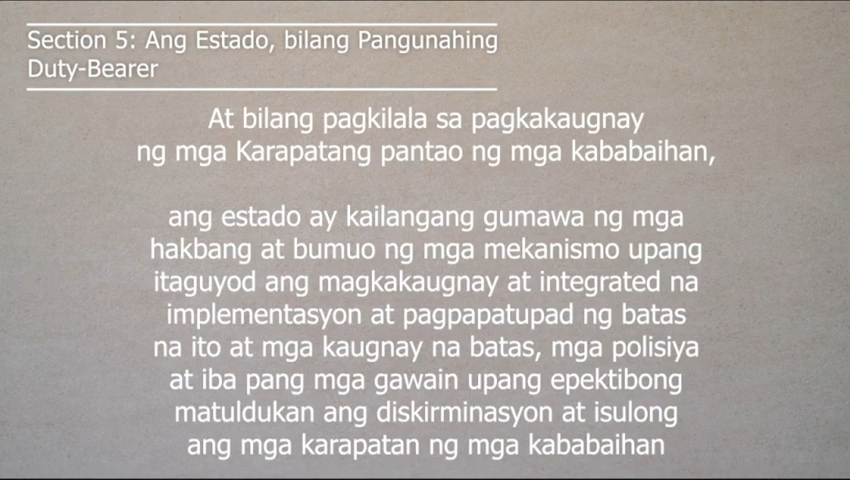 Section 5: Ang Estado, bilang Pangunahing
Duty-Bearer
At bilang pagkilala sa pagkakaugnay
ng mga Karapatang pantao ng mga kababaihan,
ang estado ay kailangang gumawa ng mga
hakbang at bumuo ng mga mekanismo upang
itaguyod ang magkakaugnay at integrated na
implementasyon at pagpapatupad ng batas
na ito at mga kaugnay na batas, mga polisiya
at iba pang mga gawain upang epektibong
matuldukan ang diskirminasyon at isulong
ang mga karapatan ng mga kababaihan